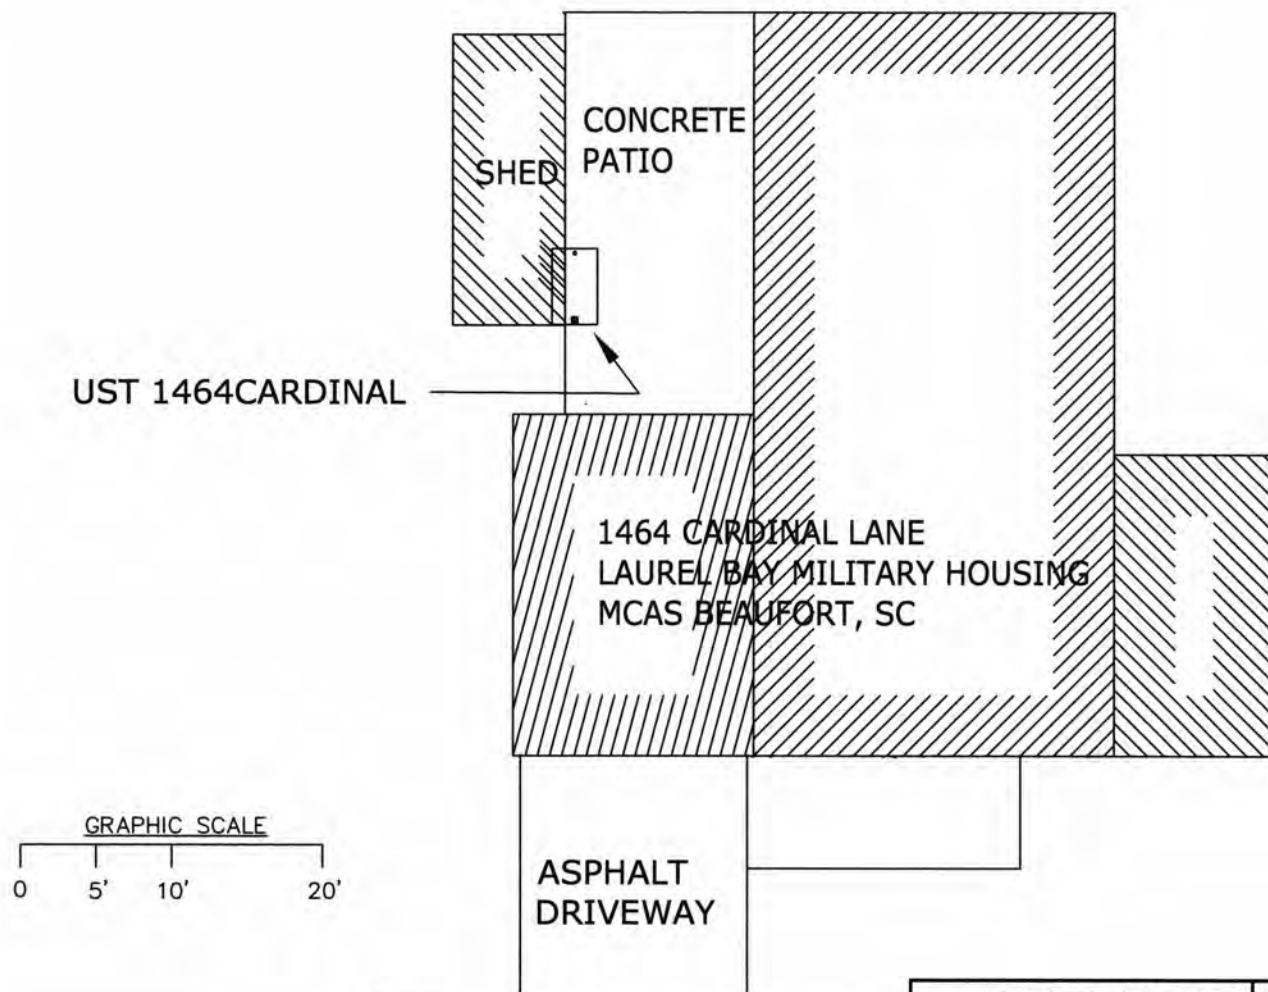 CONCRETE
PATIO
SHED
UST 1464CARDINAL
1464 CARDINAL LANE
LAUREL BAY MILITARY HOUSING
MCAS BEAUFORT, SC
GRAPHIC SCALE
0 5' 10' 20'
ASPHALT
DRIVEWAY